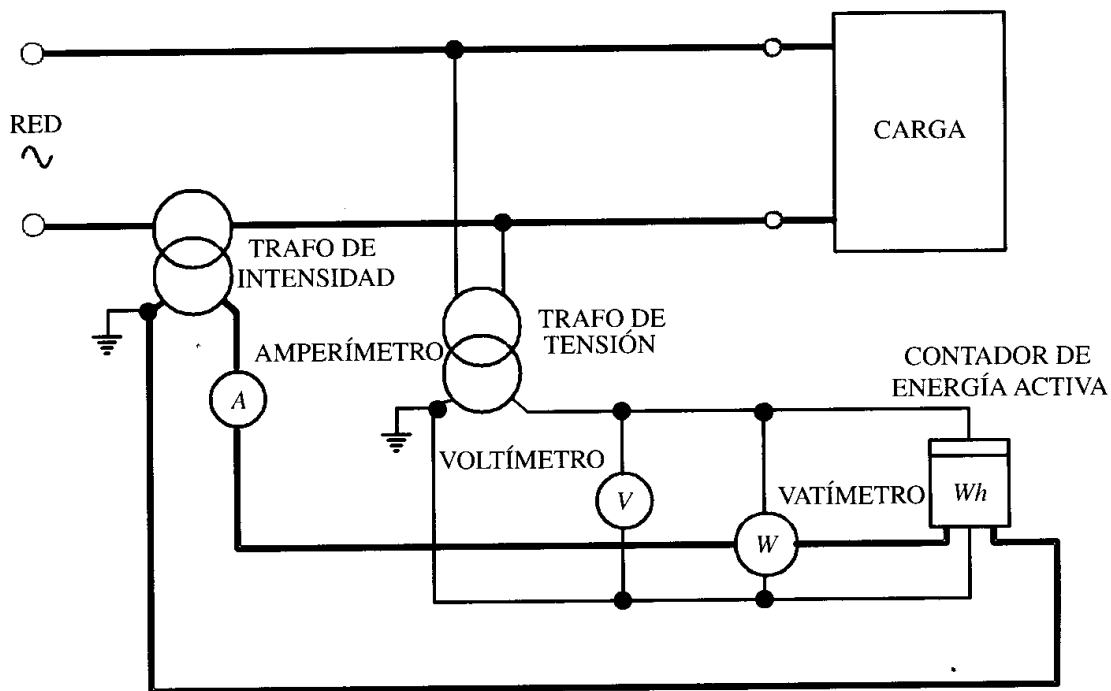 RED
CARGA
TRAFO DE
INTENSIDAD
TRAFO DE
TENSIÓN
AMPERÍMETRO
A
CONTADOR DE
ENERGÍA ACTIVA
VOLTÍMETRO
V
VATÍMETRO
W
Wh